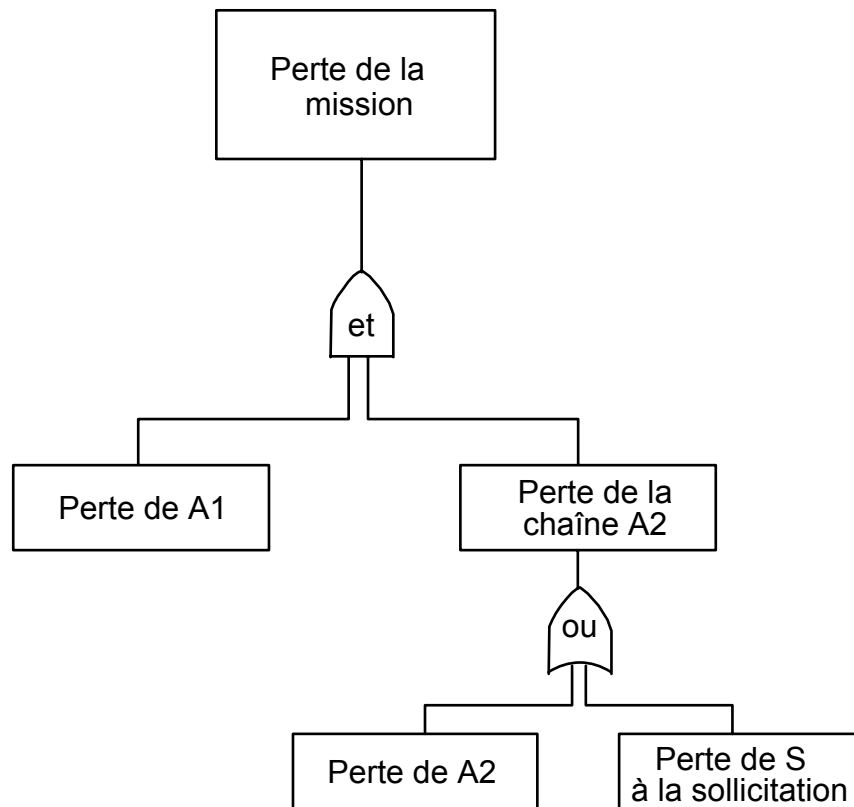 Perte de la
mission
et
Perte de A1
Perte de la
chaîne A2
ou
Perte de A2
Perte de S
à la sollicitation